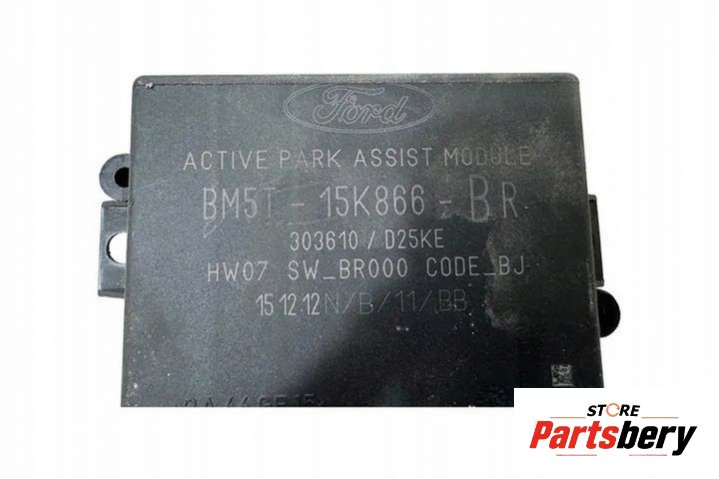 Ford
ACTIVE PARK ASSIST MODULE
BM5T - 15K866 - BR
303610 / D25KE
HW07 SW_BR000 CODE_BJ
15 12 12 N/B/11/BB
STORE
Partsbery